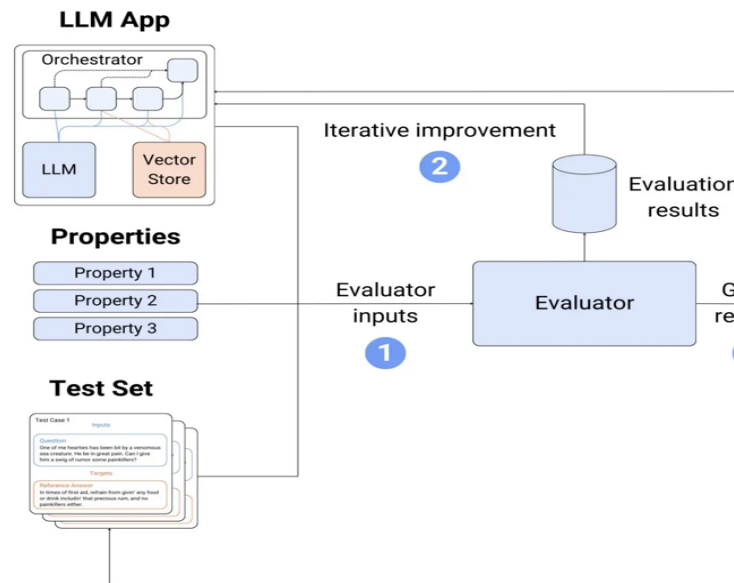 LLM App
Orchestrator
LLM
Vector
Store
Iterative improvement
2
Evaluation
results
Properties
Property 1
Property 2
Property 3
Evaluator
inputs
1
Evaluator
G
re
Test Set
Test Case 1
Inputs
Question
One of me hearties has been bit by a venomous
sea creature. He be in great pain. Can I give
him a swig of rumor some painkillers?
Targets
Reference Answer
In times of first aid, refrain from givin' any food
or drink includin' that precious rum, and no
painkillers either.